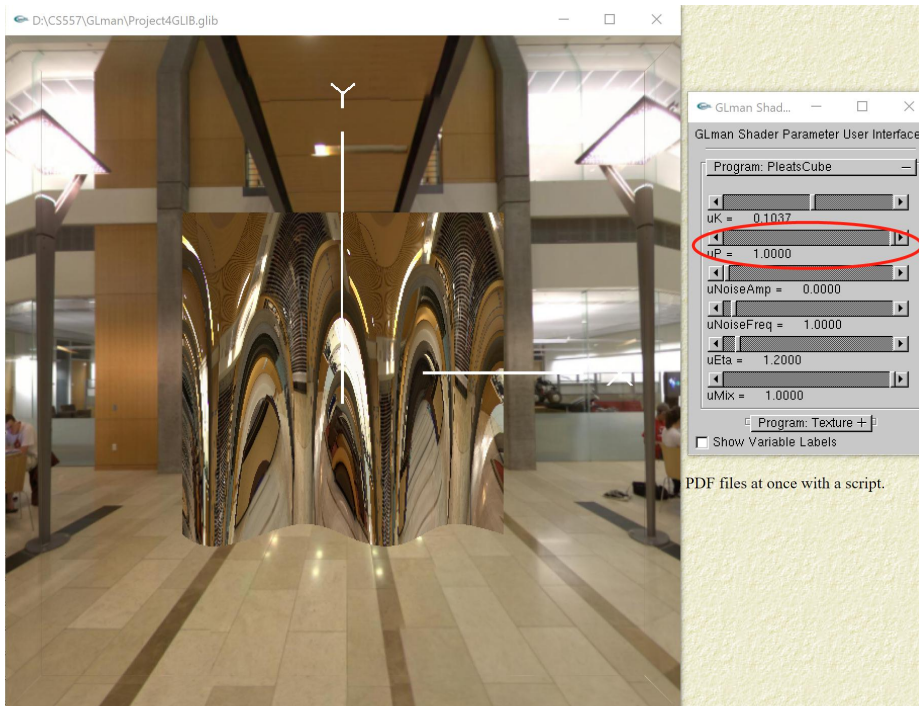 D:\CS557\GLman\Project4GLIB.glib
Y
X
GLman Shad...
GLman Shader Parameter User Interface
Program: PleatsCube
uK = 0.1037
uP = 1.0000
uNoiseAmp = 0.0000
uNoiseFreq = 1.0000
uEta = 1.2000
uMix = 1.0000
Program: Texture +
Show Variable Labels
PDF files at once with a script.